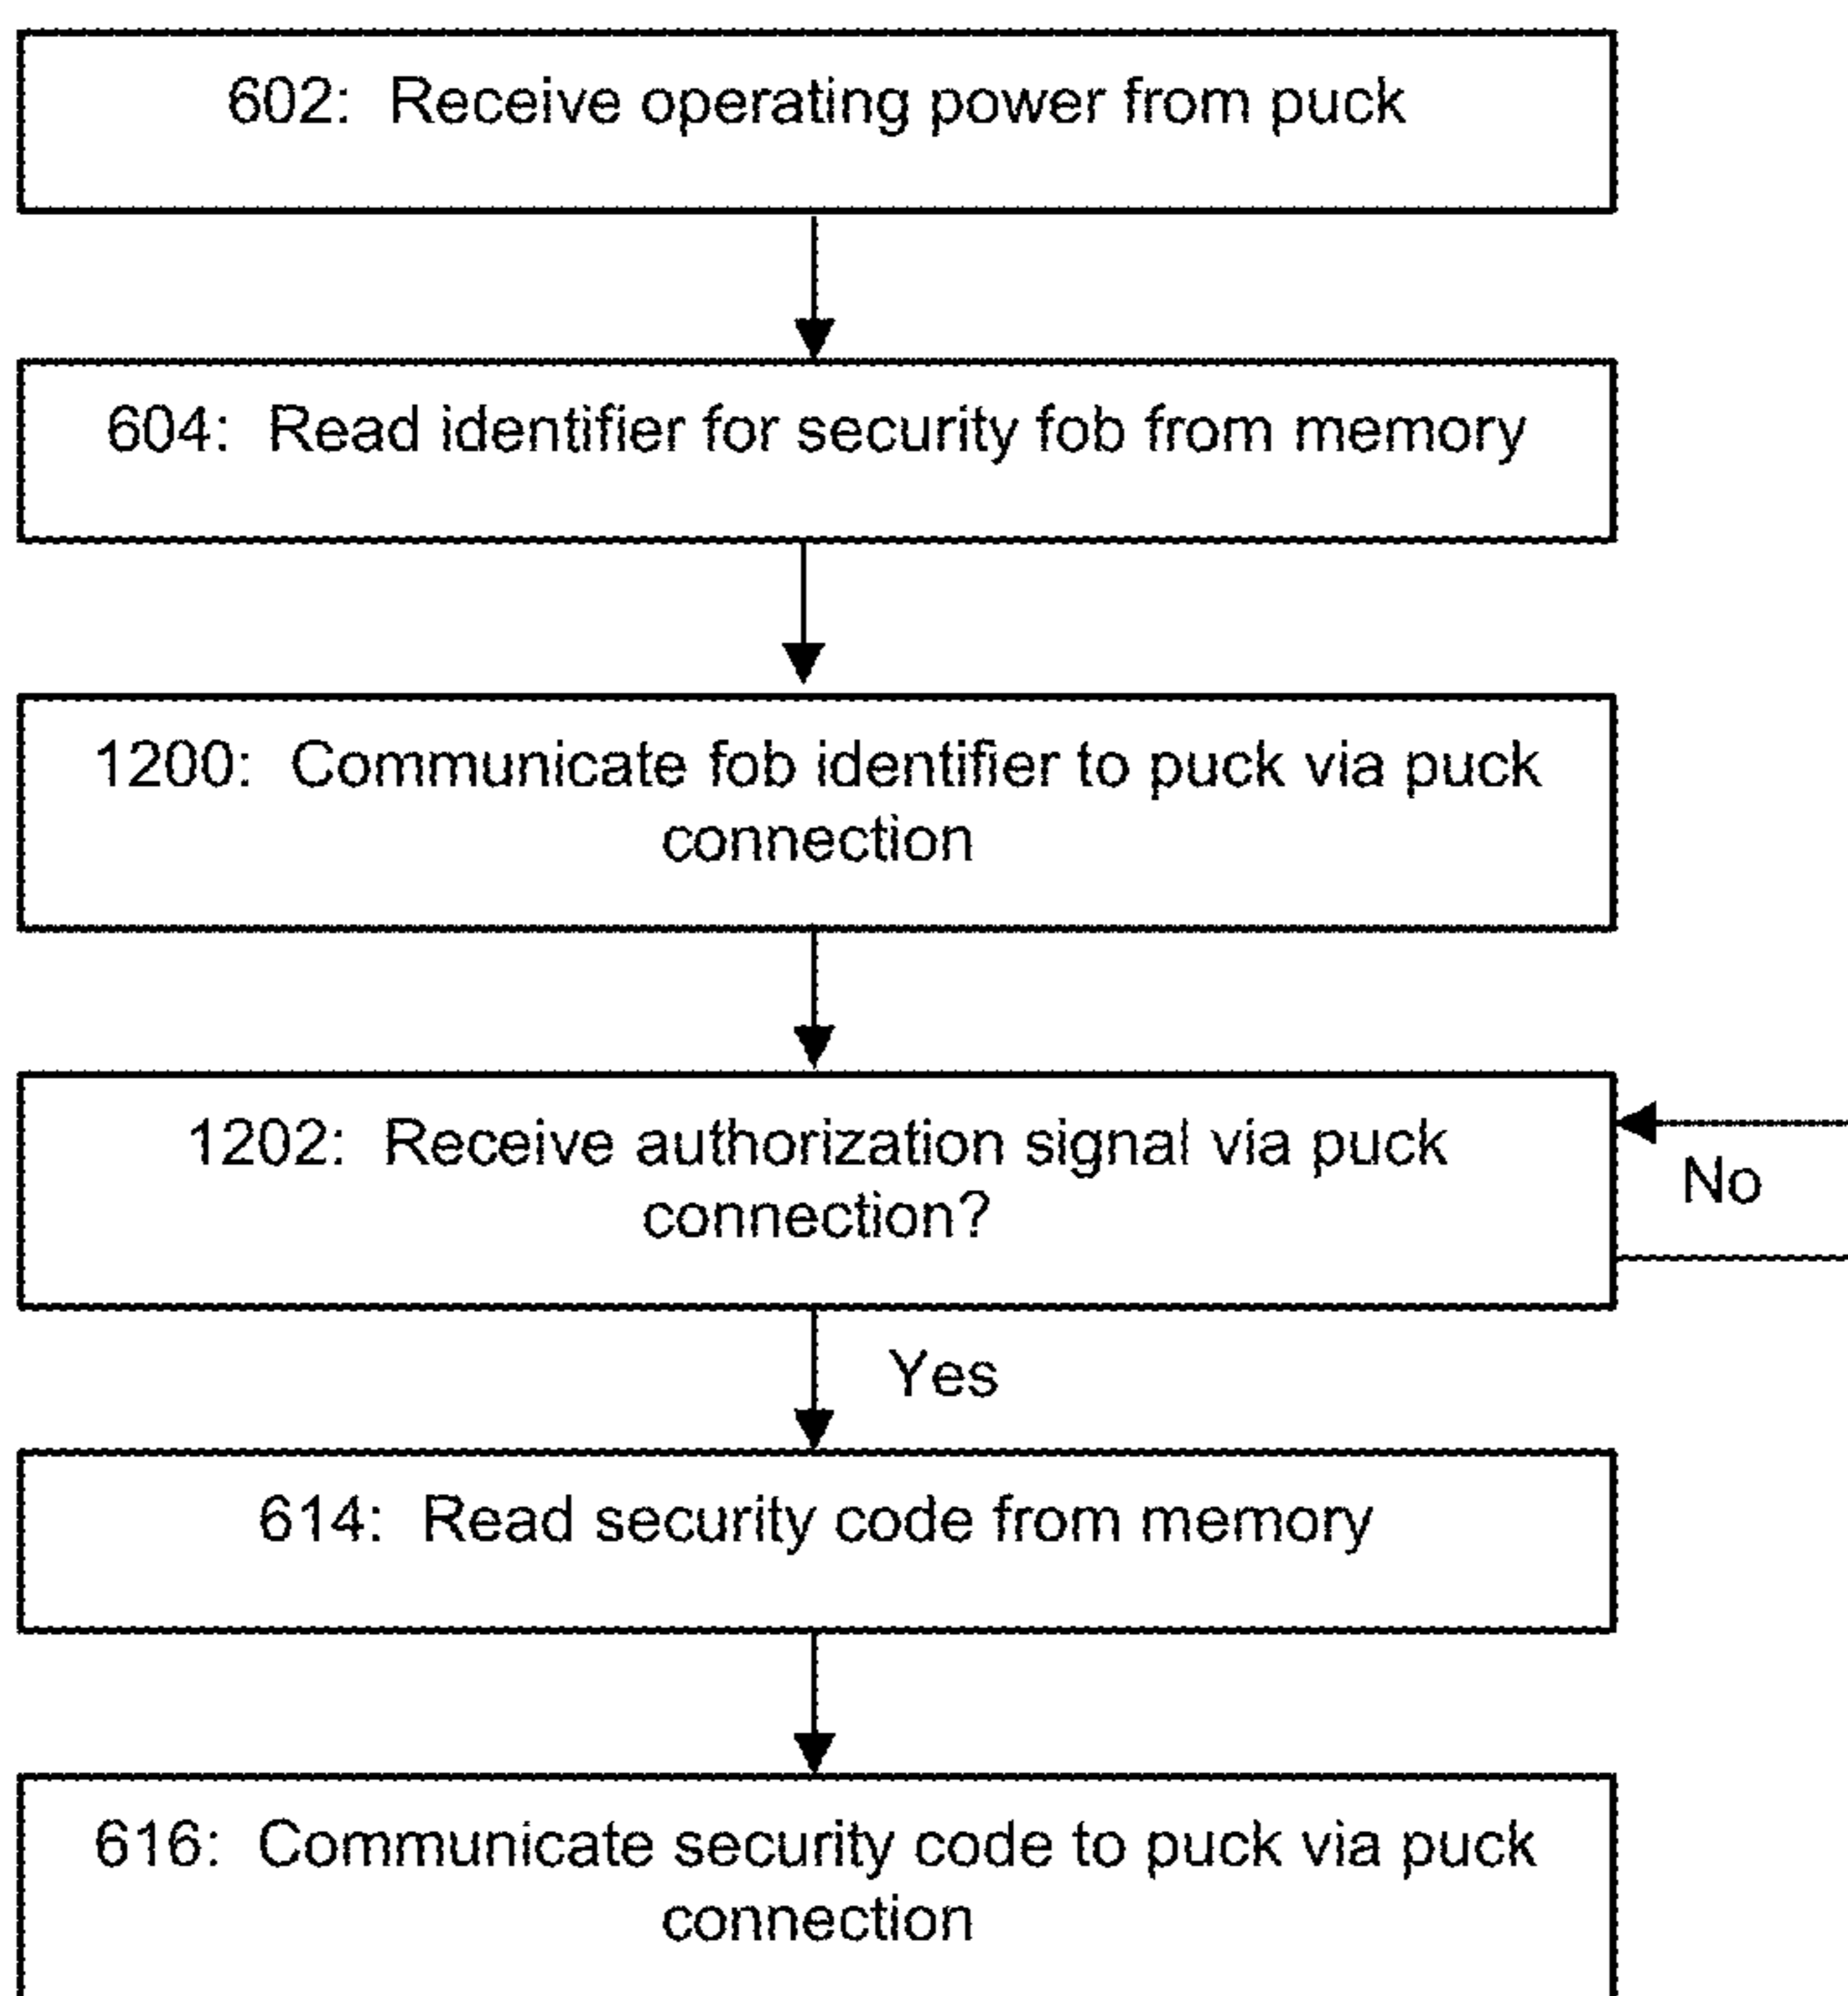 602: Receive operating power from puck
604: Read identifier for security fob from memory
1200: Communicate fob identifier to puck via puck
connection
1202: Receive authorization signal via puck
connection?
No
Yes
614: Read security code from memory
616: Communicate security code to puck via puck
connection